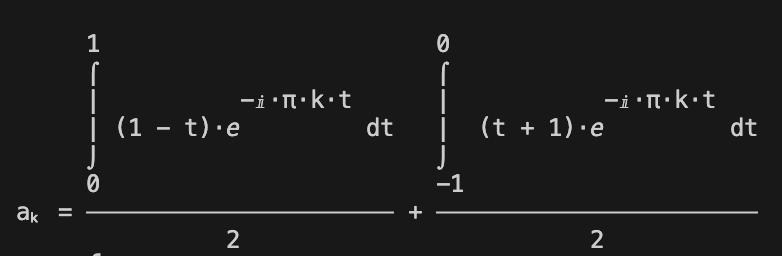 1 0
⌠ ⌠
⎮ -ⅈ⋅π⋅k⋅t ⎮ -ⅈ⋅π⋅k⋅t
⎮ (1 - t)⋅ℯ dt ⎮ (t + 1)⋅ℯ dt
⌡ ⌡
0 -1
aₖ = ────────── + ──────────
2 2